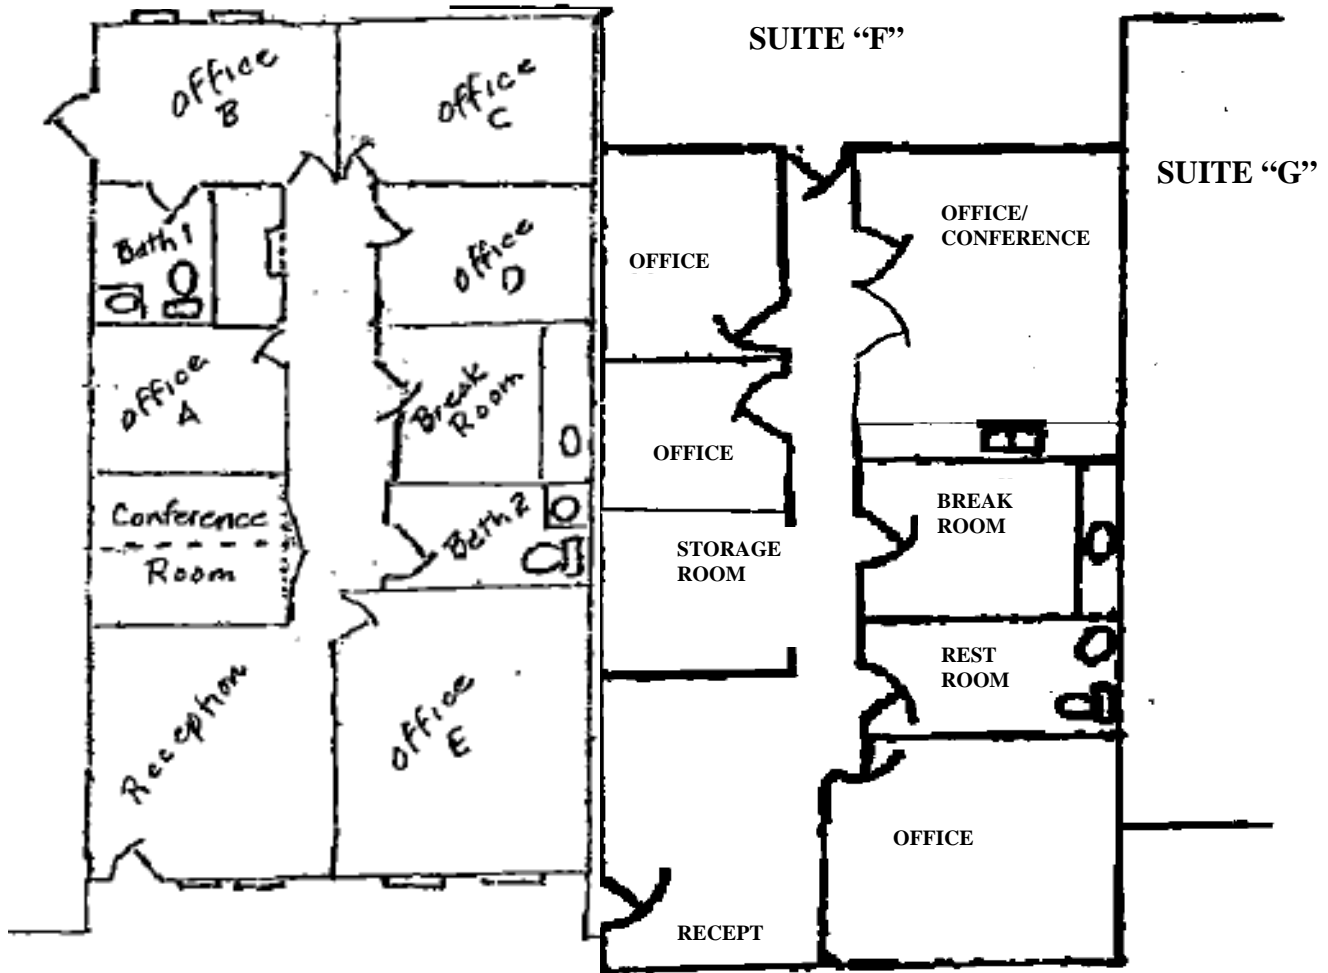 Office
B
Office
C
Bath 1
Office
D
Office
A
Break
Room
Conference
Room
Bath 2
Reception
Office
E
SUITE “F”
SUITE “G”
OFFICE
OFFICE/
CONFERENCE
OFFICE
BREAK
ROOM
STORAGE
ROOM
REST
ROOM
OFFICE
RECEPT